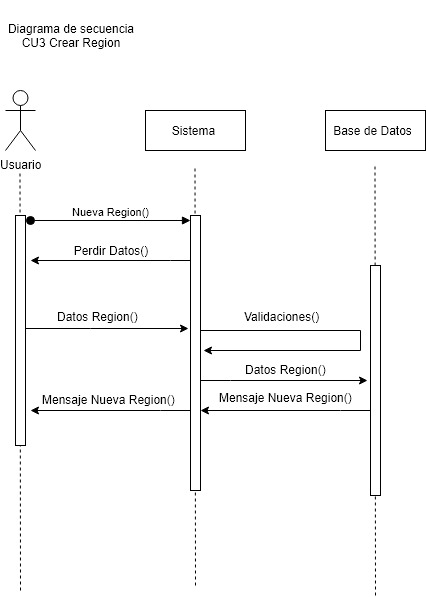 Diagrama de secuencia
CU3 Crear Region
Sistema
Base de Datos
Usuario
Nueva Region()
Perdir Datos()
Datos Region()
Validaciones()
Datos Region()
Mensaje Nueva Region()
Mensaje Nueva Region()